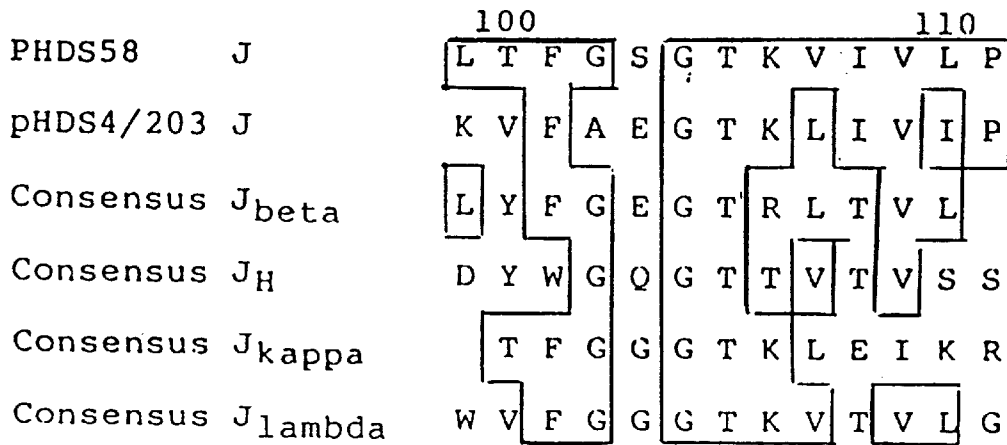 100 110
PHDS58 J L T F G S G T K V I V L P
pHDS4/203 J K V F A E G T K L I V I P
Consensus Jbeta L Y F G E G T R L T V L
Consensus JH D Y W G Q G T T V T V S S
Consensus Jkappa T F G G G T K L E I K R
Consensus Jlambda W V F G G G T K V T V L G